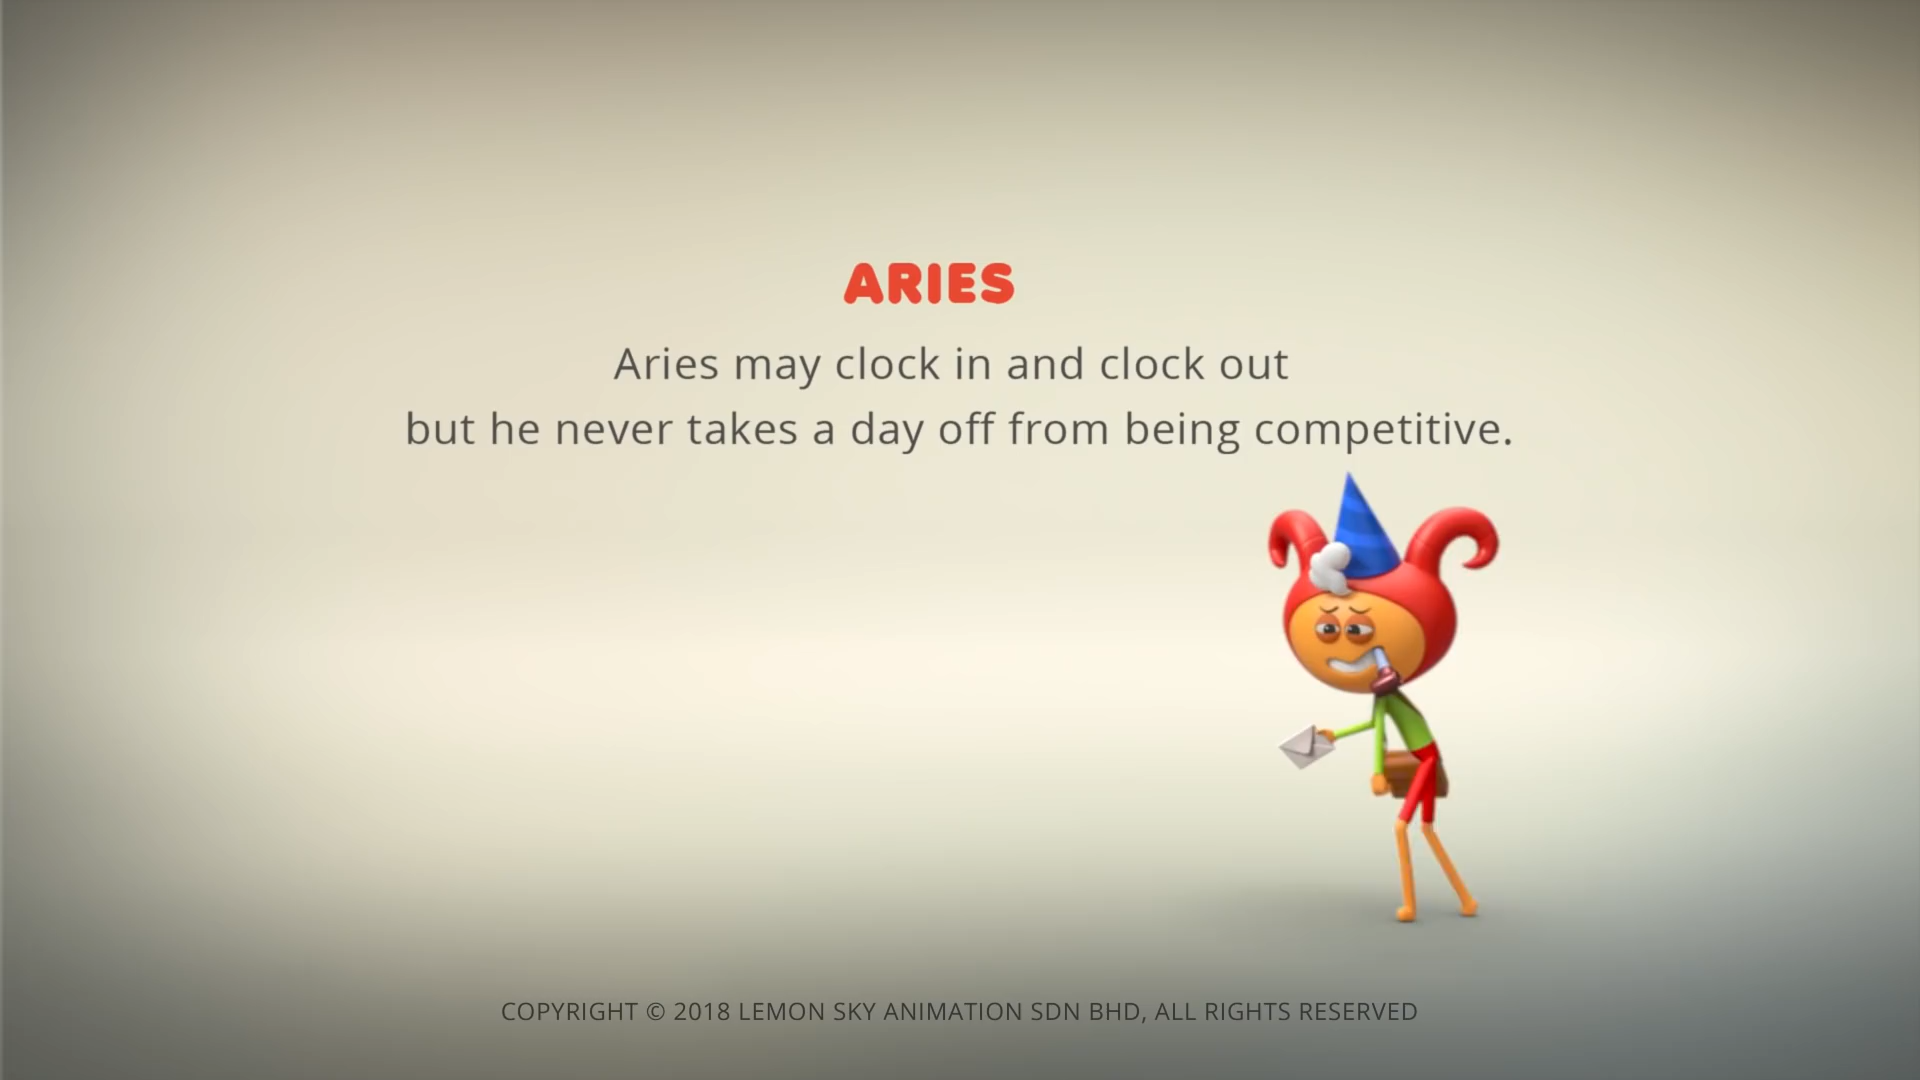 ARIES
Aries may clock in and clock out
but he never takes a day off from being competitive.
COPYRIGHT © 2018 LEMON SKY ANIMATION SDN BHD, ALL RIGHTS RESERVED